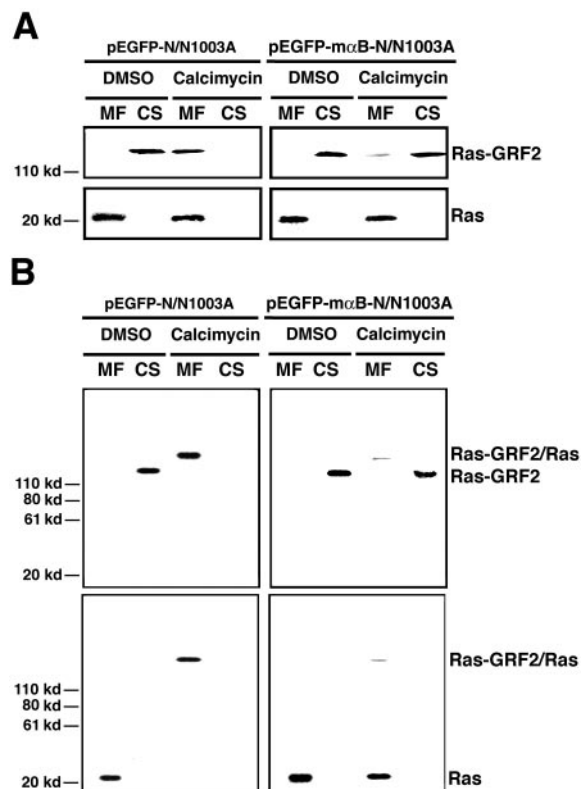 A
pEGFP-N/N1003A pEGFP-mαB-N/N1003A
DMSO Calcimycin DMSO Calcimycin
MF CS MF CS MF CS MF CS
Ras-GRF2
110 kd
20 kd Ras
B
pEGFP-N/N1003A pEGFP-mαB-N/N1003A
DMSO Calcimycin DMSO Calcimycin
MF CS MF CS MF CS MF CS
Ras-GRF2/Ras
110 kd Ras-GRF2
80 kd
61 kd
20 kd
Ras-GRF2/Ras
110 kd
80 kd
61 kd
20 kd Ras